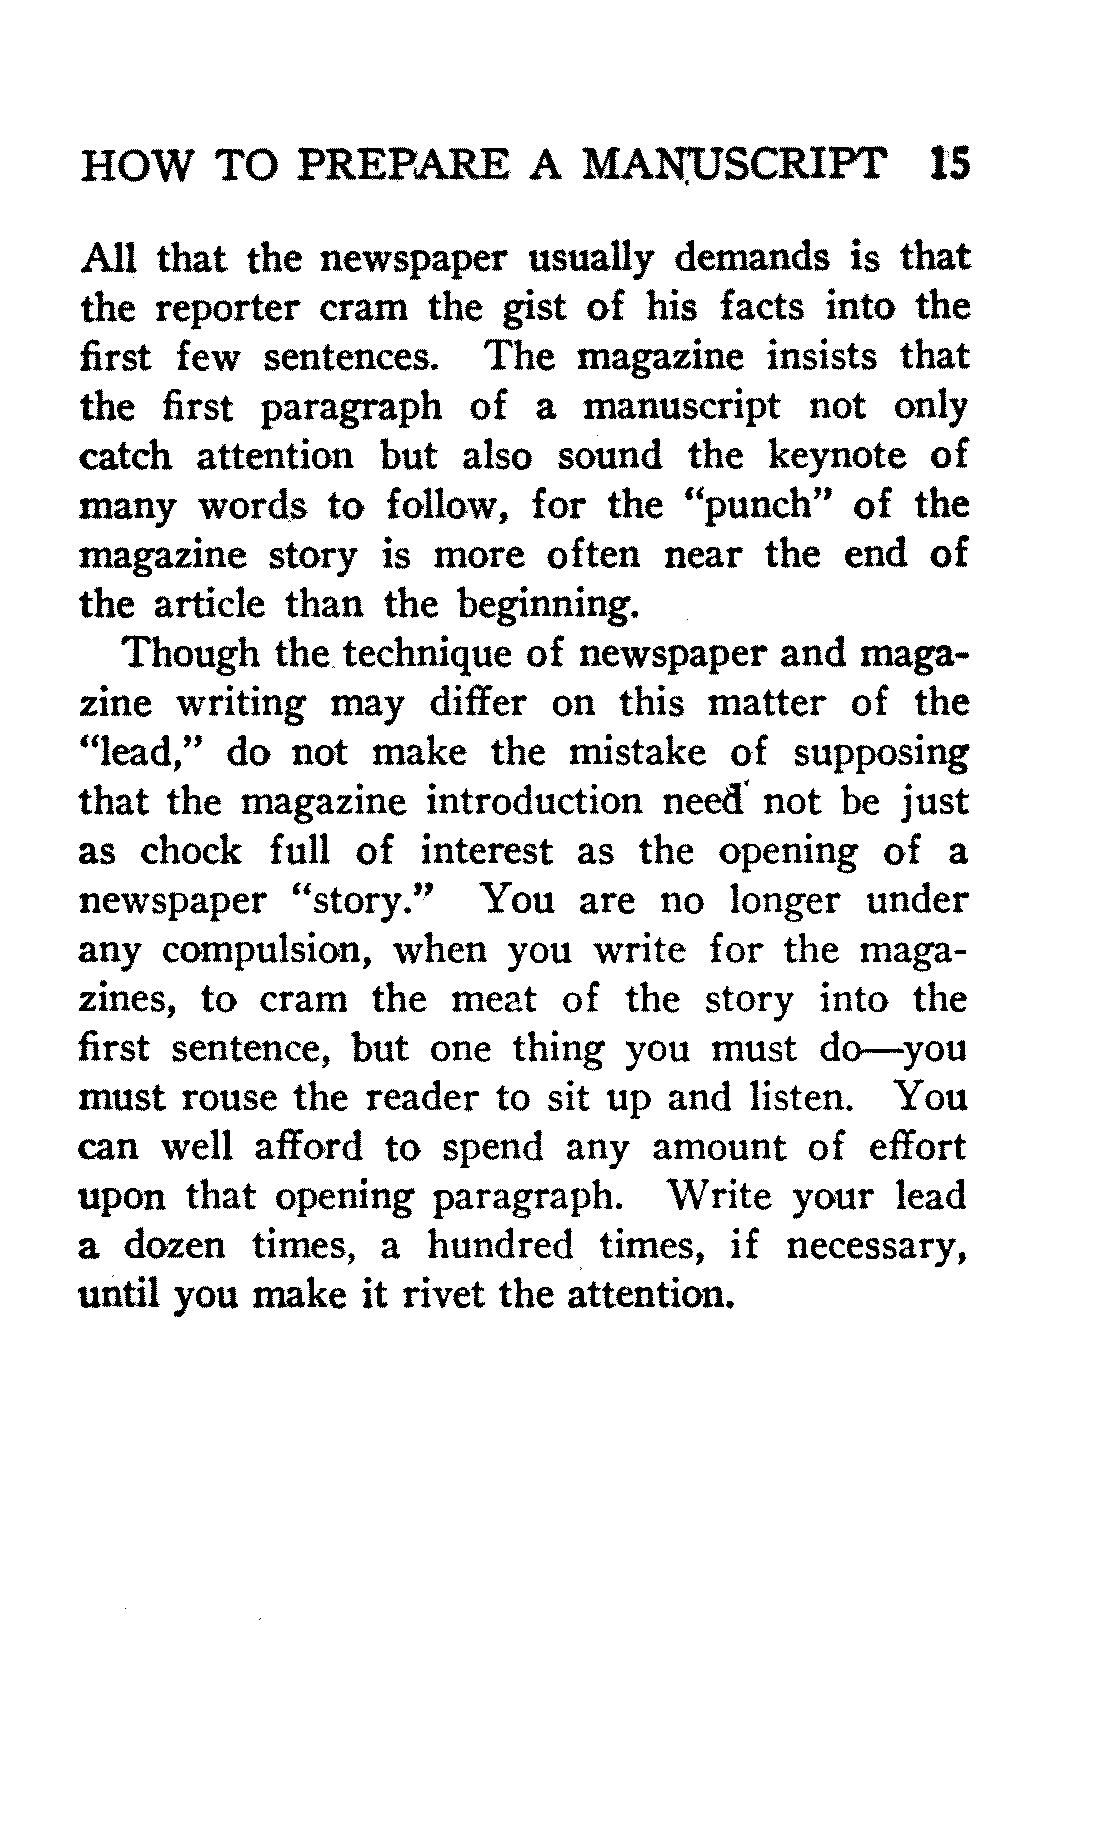 HOW TO PREPARE A MANUSCRIPT 15
All that the newspaper usually demands is that
the reporter cram the gist of his facts into the
first few sentences. The magazine insists that
the first paragraph of a manuscript not only
catch attention but also sound the keynote of
many words to follow, for the “punch” of the
magazine story is more often near the end of
the article than the beginning.
Though the technique of newspaper and maga-
zine writing may differ on this matter of the
“lead,” do not make the mistake of supposing
that the magazine introduction need not be just
as chock full of interest as the opening of a
newspaper “story.” You are no longer under
any compulsion, when you write for the maga-
zines, to cram the meat of the story into the
first sentence, but one thing you must do—you
must rouse the reader to sit up and listen. You
can well afford to spend any amount of effort
upon that opening paragraph. Write your lead
a dozen times, a hundred times, if necessary,
until you make it rivet the attention.